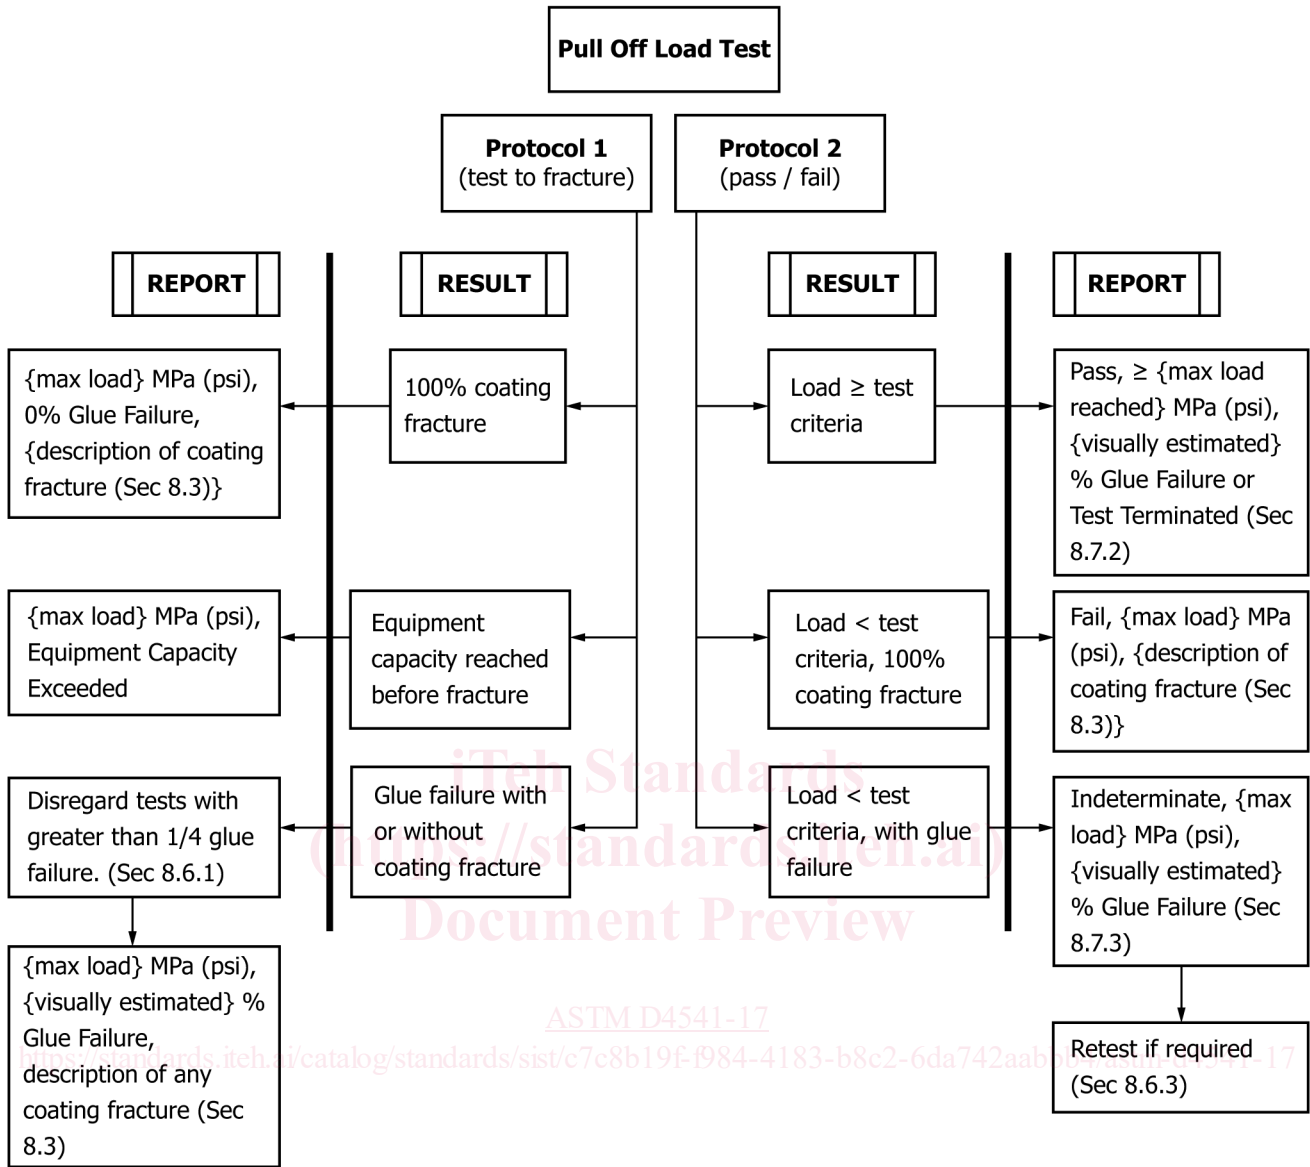 Pull Off Load Test
Protocol 1
(test to fracture)
Protocol 2
(pass / fail)
REPORT
RESULT
RESULT
REPORT
{max load} MPa (psi),
0% Glue Failure,
{description of coating
fracture (Sec 8.3)}
100% coating
fracture
Load ≥ test
criteria
Pass, ≥ {max load
reached} MPa (psi),
{visually estimated}
% Glue Failure or
Test Terminated (Sec
8.7.2)
{max load} MPa (psi),
Equipment Capacity
Exceeded
Equipment
capacity reached
before fracture
Load < test
criteria, 100%
coating fracture
Fail, {max load} MPa
(psi), {description of
coating fracture (Sec
8.3)}
Disregard tests with
greater than 1/4 glue
failure. (Sec 8.6.1)
Glue failure with
or without
coating fracture
Load < test
criteria, with glue
failure
Indeterminate, {max
load} MPa (psi),
{visually estimated}
% Glue Failure (Sec
8.7.3)
{max load} MPa (psi),
{visually estimated} %
Glue Failure,
description of any
coating fracture (Sec
8.3)
Retest if required
(Sec 8.6.3)
iTeh Standards
(https://standards.iteh.ai)
Document Preview
ASTM D4541-17